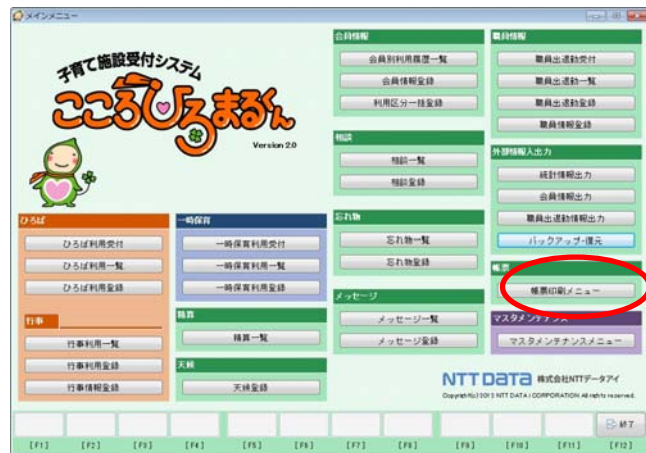 メインメニュー
子育て施設受付システム
こころひろまるくん
Version 2.0
ひろば
ひろば利用受付
ひろば利用一覧
ひろば利用登録
行事
行事利用一覧
行事利用登録
行事情報登録
一時保育
一時保育利用受付
一時保育利用一覧
一時保育利用登録
精算
精算一覧
天候
天候登録
会員情報
会員別利用履歴一覧
会員情報登録
利用区分一括登録
相談
相談一覧
相談登録
忘れ物
忘れ物一覧
忘れ物登録
メッセージ
メッセージ一覧
メッセージ登録
職員情報
職員出退勤受付
職員出退勤一覧
職員出退勤登録
職員情報登録
外部情報入出力
統計情報出力
会員情報出力
職員出退勤情報出力
バックアップ・復元
帳票
帳票印刷メニュー
マスタメンテナンス
マスタメンテナンスメニュー
NTT DATA 株式会社NTTデータアイ
Copyright(c) 2013 NTT DATA i CORPORATION All rights reserved.
終了
[F1] [F2] [F3] [F4] [F5] [F6] [F7] [F8] [F9] [F10] [F11] [F12]